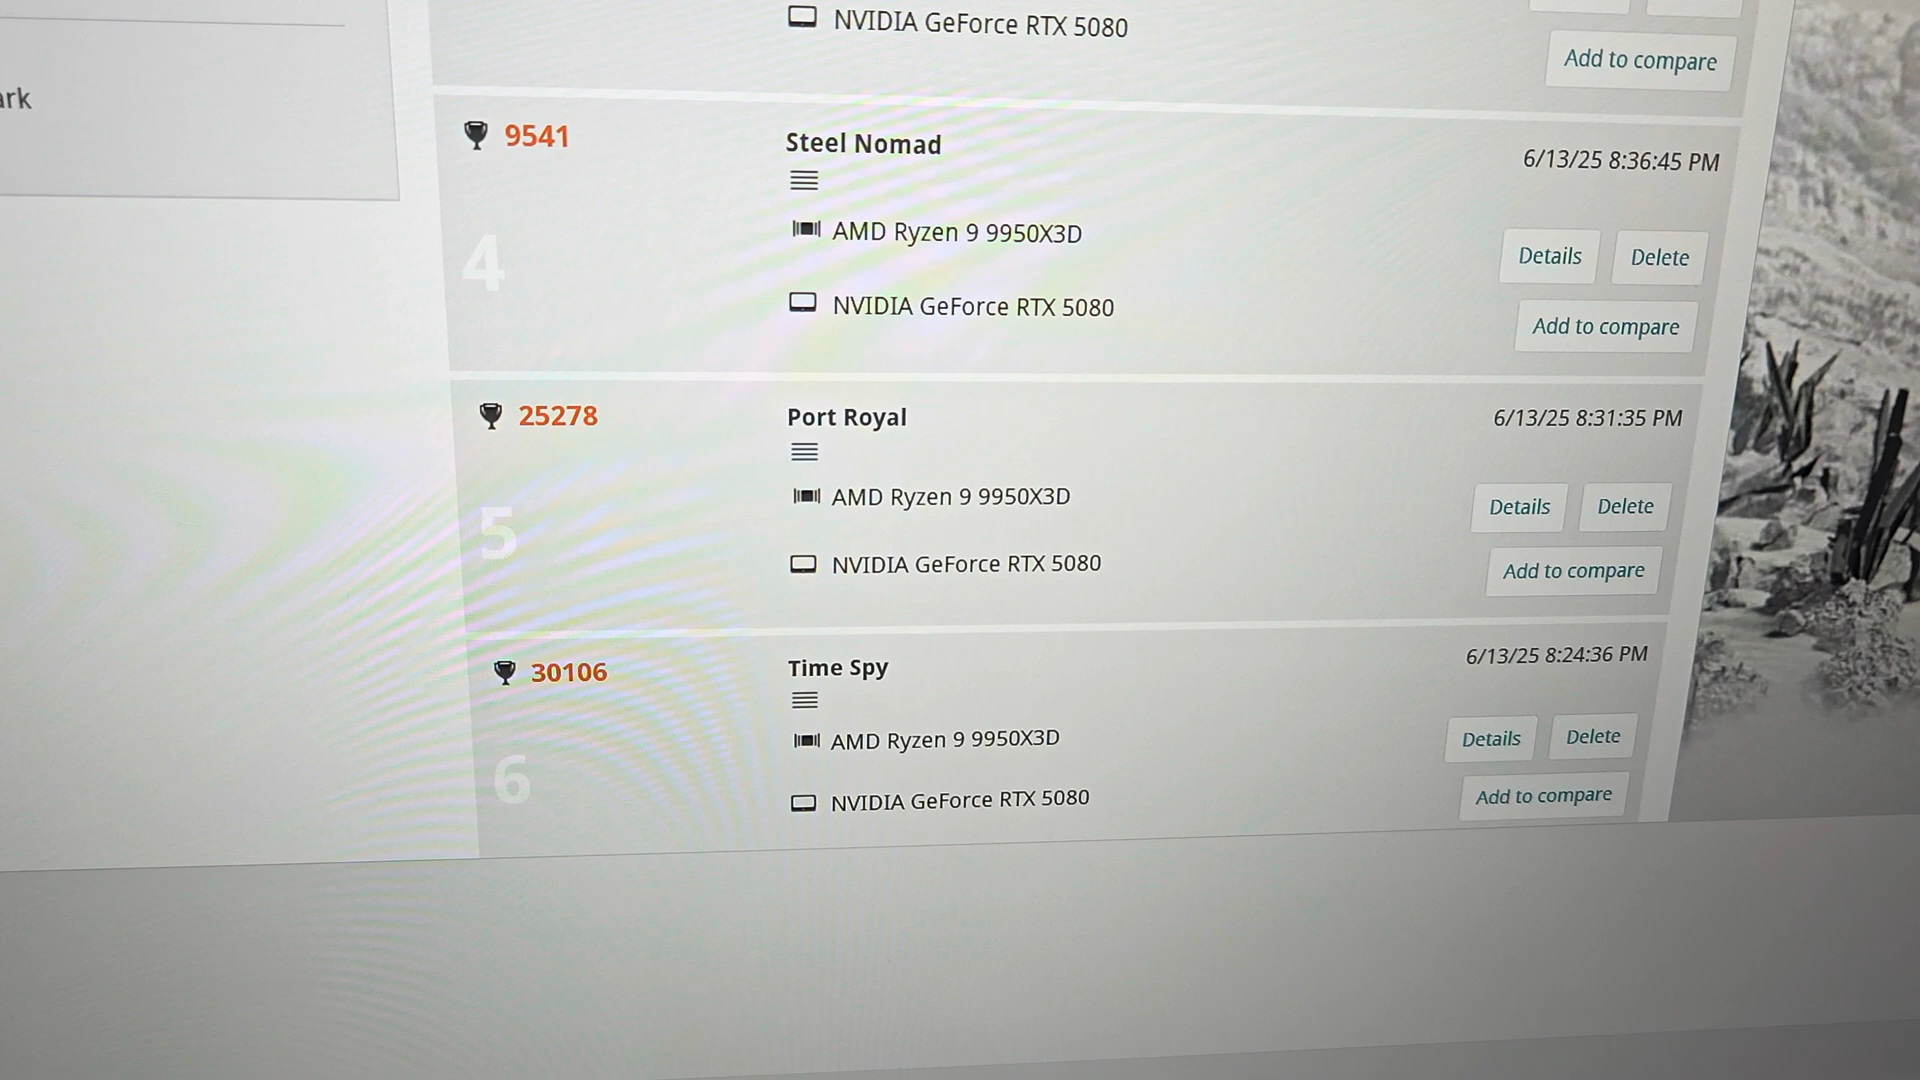 NVIDIA GeForce RTX 5080
Add to compare
ark
9541
Steel Nomad
6/13/25 8:36:45 PM
4
AMD Ryzen 9 9950X3D
Details
Delete
NVIDIA GeForce RTX 5080
Add to compare
25278
Port Royal
6/13/25 8:31:35 PM
5
AMD Ryzen 9 9950X3D
Details
Delete
NVIDIA GeForce RTX 5080
Add to compare
30106
Time Spy
6/13/25 8:24:36 PM
6
AMD Ryzen 9 9950X3D
Details
Delete
NVIDIA GeForce RTX 5080
Add to compare